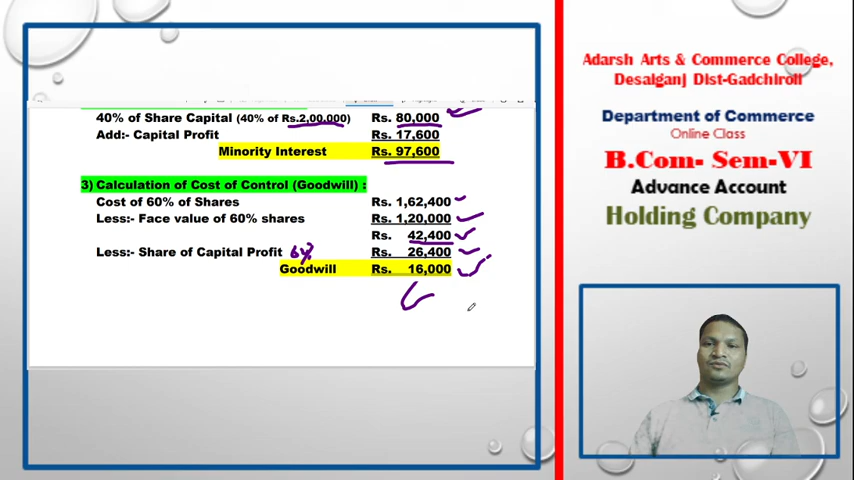 40% of Share Capital (40% of Rs.2,00,000) Rs. 80,000
Add:- Capital Profit Rs. 17,600
Minority Interest Rs. 97,600
3) Calculation of Cost of Control (Goodwill) :
Cost of 60% of Shares Rs. 1,62,400
Less:- Face value of 60% shares Rs. 1,20,000
Rs. 42,400
Less:- Share of Capital Profit Rs. 26,400
Goodwill Rs. 16,000
Adarsh Arts & Commerce College,
Desalganj Dist-Gadchiroli
Department of Commerce
Online Class
B.Com- Sem-VI
Advance Account
Holding Company